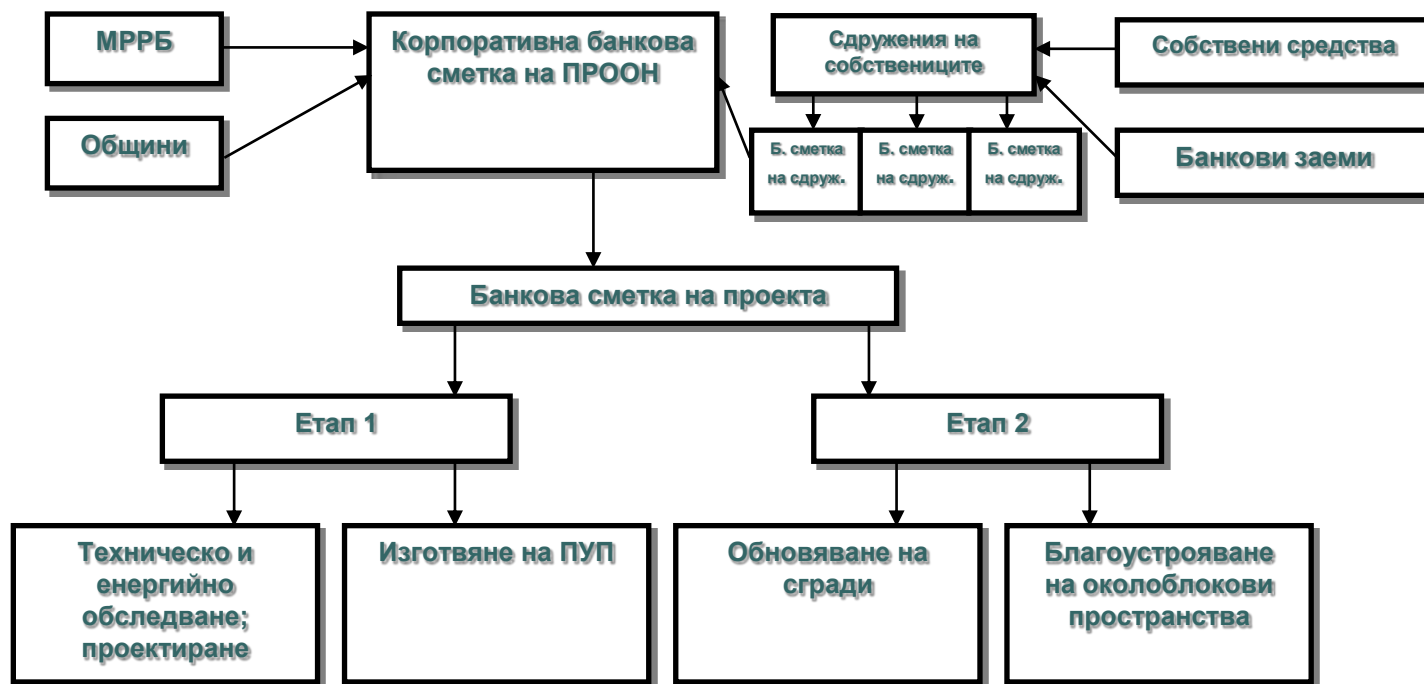 МРРБ
Корпоративна банкова
сметка на ПРООН
Сдружения на
собствениците
Собствени средства
Общини
Б. сметка
на сдруж.
Б. сметка
на сдруж.
Б. сметка
на сдруж.
Банкови заеми
Банкова сметка на проекта
Етап 1
Етап 2
Техническо и
енергийно
обследване;
проектиране
Изготвяне на ПУП
Обновяване на
сгради
Благоустрояване
на околоблокови
пространства